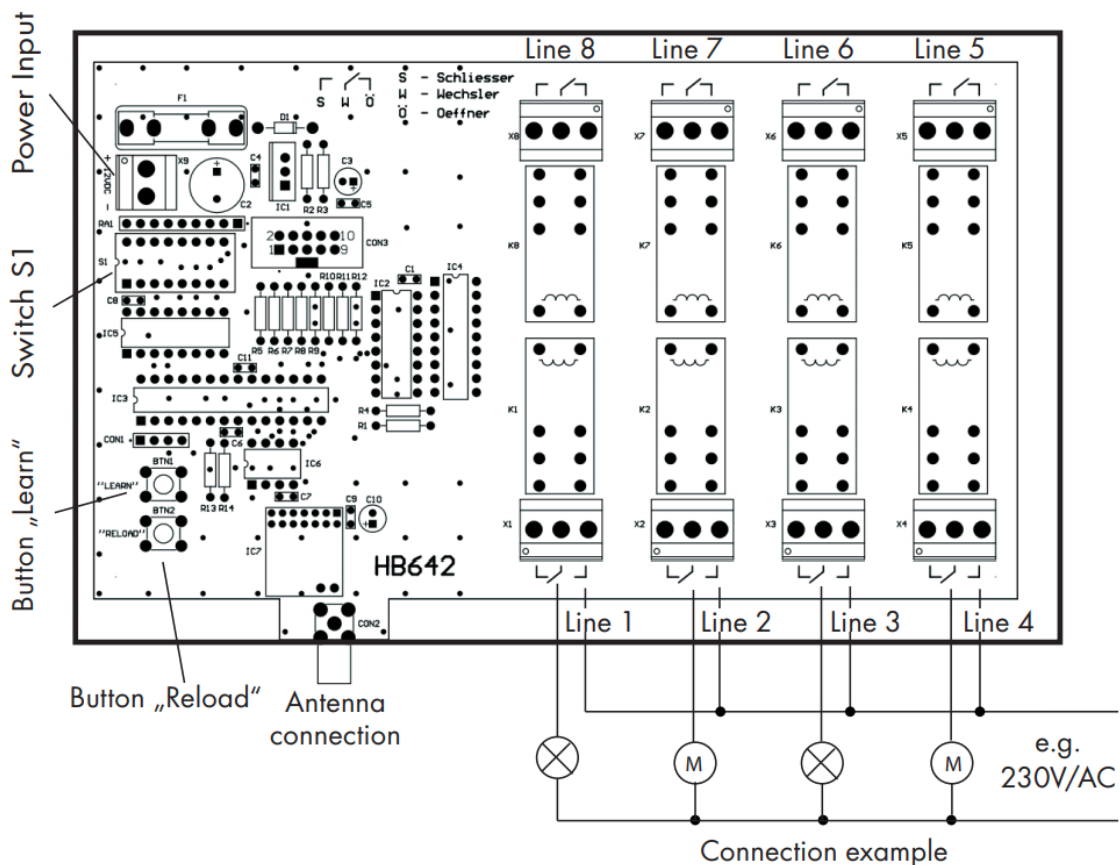 Line 8
Line 7
Line 6
Line 5
Power Input
Switch S1
Button „Learn“
S - Schliesser
W - Wechsler
Ö - Oeffner
S W Ö
F1
D1
X9
+
12VDC
-
C4
C2
IC1
R2
R3
C3
+
C5
RA1
S1
C8
IC5
2
10
1
9
CON3
R10
R11
R12
R5
R6
R7
R8
R9
C1
IC2
IC4
C11
IC3
R4
R1
CON1
C6
IC6
C7
BTN1
"LEARN"
BTN2
"RELOAD"
R13
R14
C9
C10
IC7
HB642
CON2
X8
X7
X6
X5
K8
K7
K6
K5
K1
K2
K3
K4
X1
X2
X3
X4
Line 1
Line 2
Line 3
Line 4
Button „Reload“
Antenna
connection
M
M
e.g.
230V/AC
Connection example